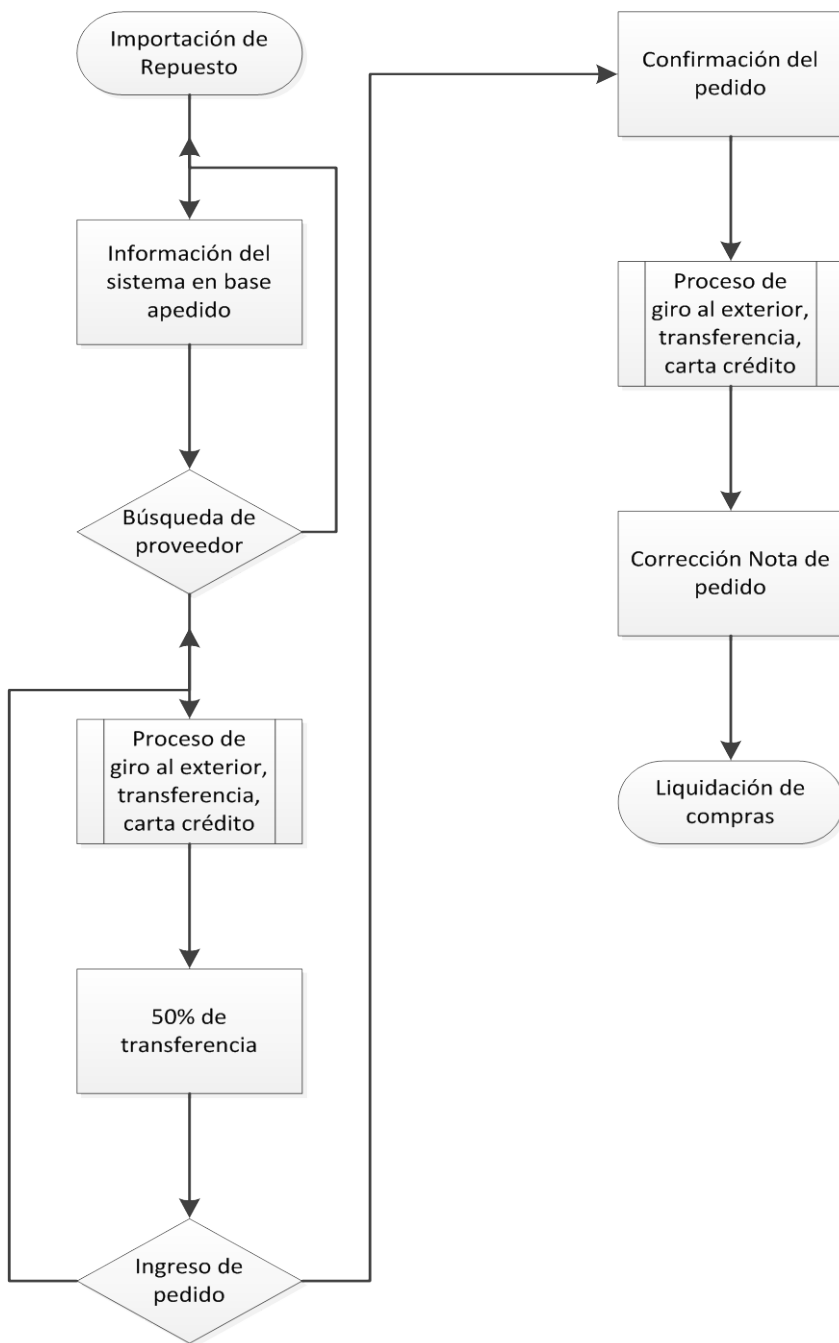 Importación de
Repuesto
Información del
sistema en base
apedido
Búsqueda de
proveedor
Proceso de
giro al exterior,
transferencia,
carta crédito
50% de
transferencia
Ingreso de
pedido
Confirmación del
pedido
Proceso de
giro al exterior,
transferencia,
carta crédito
Corrección Nota de
pedido
Liquidación de
compras